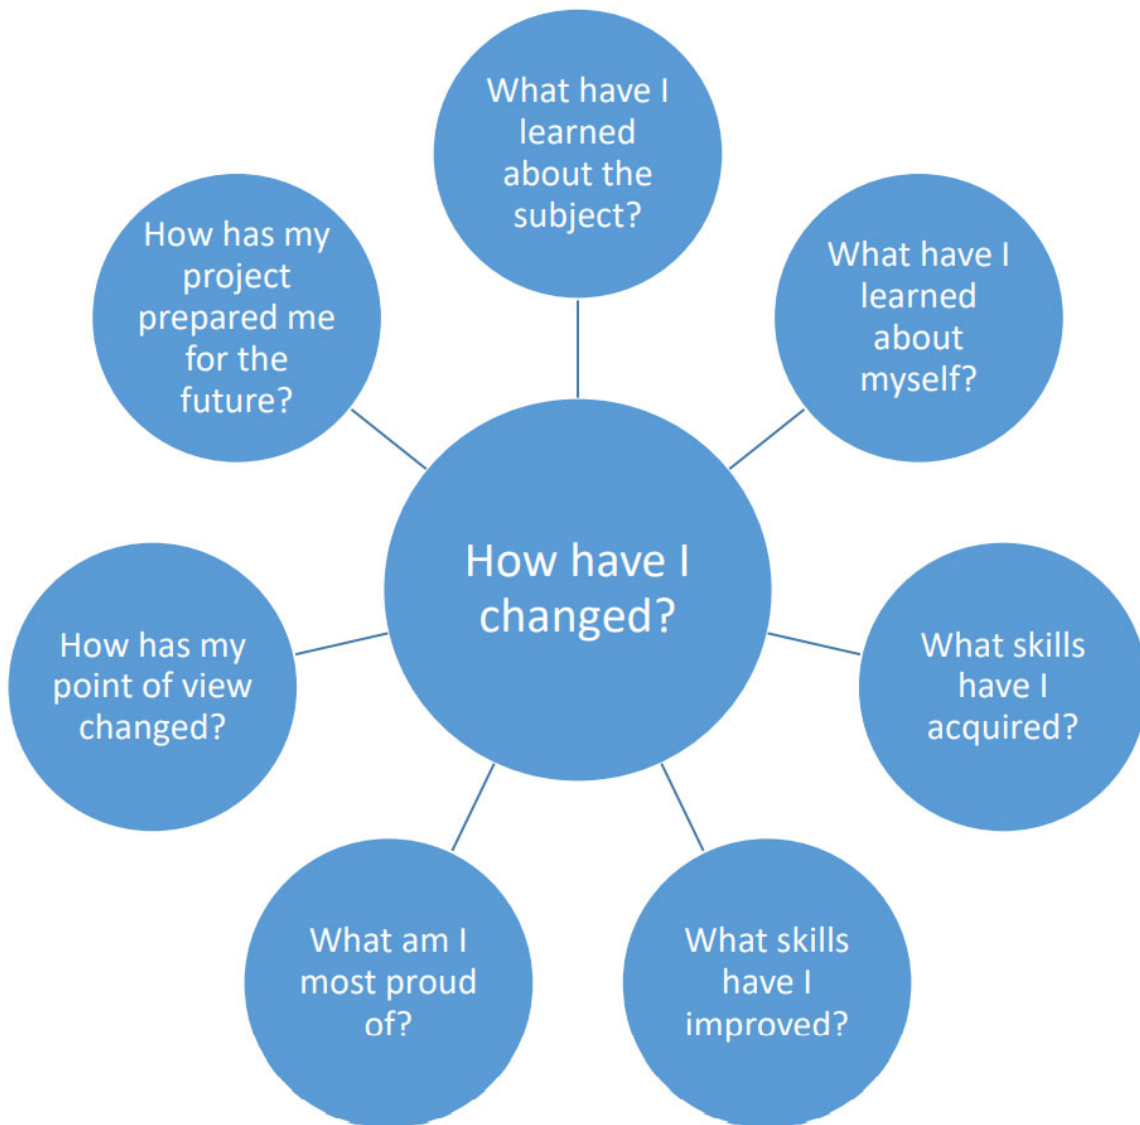 What have I
learned
about the
subject?
What have I
learned
about
myself?
What skills
have I
acquired?
What skills
have I
improved?
What am I
most proud
of?
How has my
point of view
changed?
How has my
project
prepared me
for the
future?
How have I
changed?